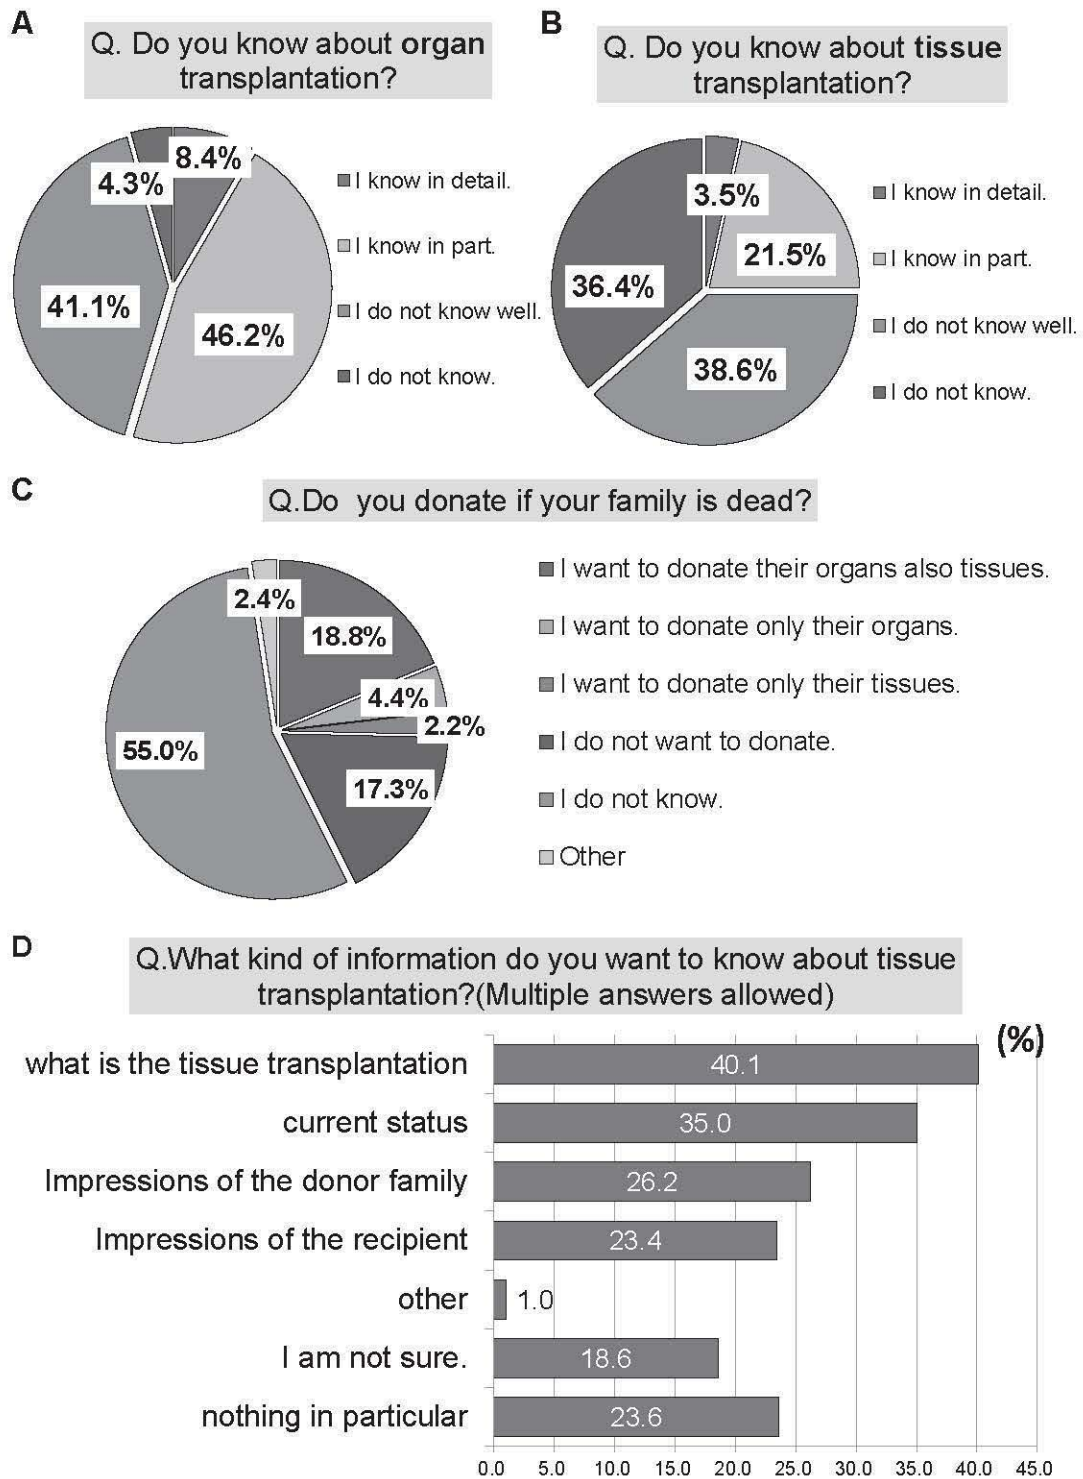 A
Q. Do you know about organ
transplantation?
8.4%
4.3%
41.1%
46.2%
I know in detail.
I know in part.
I do not know well.
I do not know.
B
Q. Do you know about tissue
transplantation?
3.5%
21.5%
36.4%
38.6%
I know in detail.
I know in part.
I do not know well.
I do not know.
C
Q.Do you donate if your family is dead?
2.4%
18.8%
4.4%
2.2%
55.0%
17.3%
I want to donate their organs also tissues.
I want to donate only their organs.
I want to donate only their tissues.
I do not want to donate.
I do not know.
Other
D
Q.What kind of information do you want to know about tissue
transplantation?(Multiple answers allowed)
(%)
what is the tissue transplantation 40.1
current status 35.0
Impressions of the donor family 26.2
Impressions of the recipient 23.4
other 1.0
I am not sure. 18.6
nothing in particular 23.6
0.0 5.0 10.0 15.0 20.0 25.0 30.0 35.0 40.0 45.0